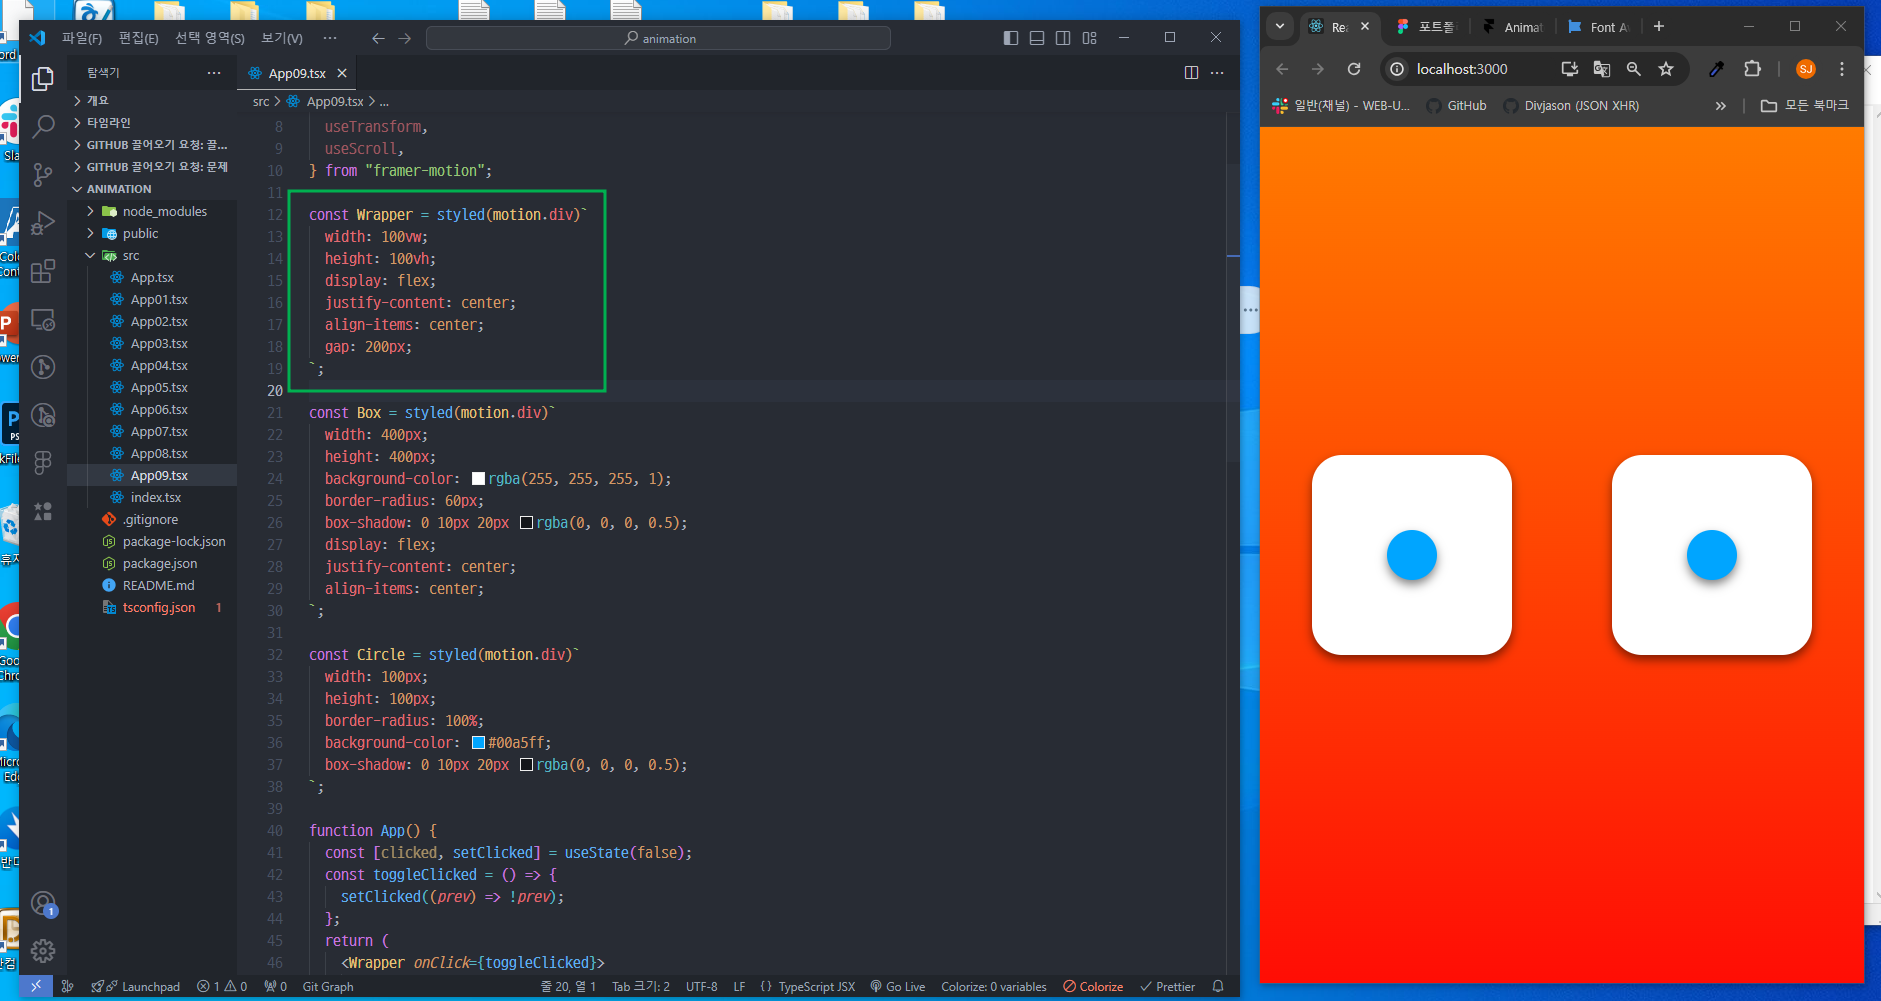 파일(F) 편집(E) 선택 영역(S) 보기(V) ··· animation
탐색기 ···
개요
타임라인
GITHUB 끌어오기 요청: 끌...
GITHUB 끌어오기 요청: 문제
ANIMATION
node_modules
public
src
App.tsx
App01.tsx
App02.tsx
App03.tsx
App04.tsx
App05.tsx
App06.tsx
App07.tsx
App08.tsx
App09.tsx
index.tsx
.gitignore
package-lock.json
package.json
README.md
tsconfig.json 1
App09.tsx
src > App09.tsx > ...
8 useTransform,
9 useScroll,
10 } from "framer-motion";
11
12 const Wrapper = styled(motion.div)`
13 width: 100vw;
14 height: 100vh;
15 display: flex;
16 justify-content: center;
17 align-items: center;
18 gap: 200px;
19 `;
20
21 const Box = styled(motion.div)`
22 width: 400px;
23 height: 400px;
24 background-color: rgba(255, 255, 255, 1);
25 border-radius: 60px;
26 box-shadow: 0 10px 20px rgba(0, 0, 0, 0.5);
27 display: flex;
28 justify-content: center;
29 align-items: center;
30 `;
31
32 const Circle = styled(motion.div)`
33 width: 100px;
34 height: 100px;
35 border-radius: 100%;
36 background-color: #00a5ff;
37 box-shadow: 0 10px 20px rgba(0, 0, 0, 0.5);
38 `;
39
40 function App() {
41 const [clicked, setClicked] = useState(false);
42 const toggleClicked = () => {
43 setClicked((prev) => !prev);
44 };
45 return (
46 <Wrapper onClick={toggleClicked}>
1
Launchpad 1 0 0 Git Graph 줄 20, 열 1 Tab 크기: 2 UTF-8 LF {} TypeScript JSX Go Live Colorize: 0 variables Colorize Prettier
Rea 포트폴 Animat Font A
localhost:3000 SJ
일반(채널) - WEB-U... GitHub Divjason (JSON XHR) » 모든 북마크